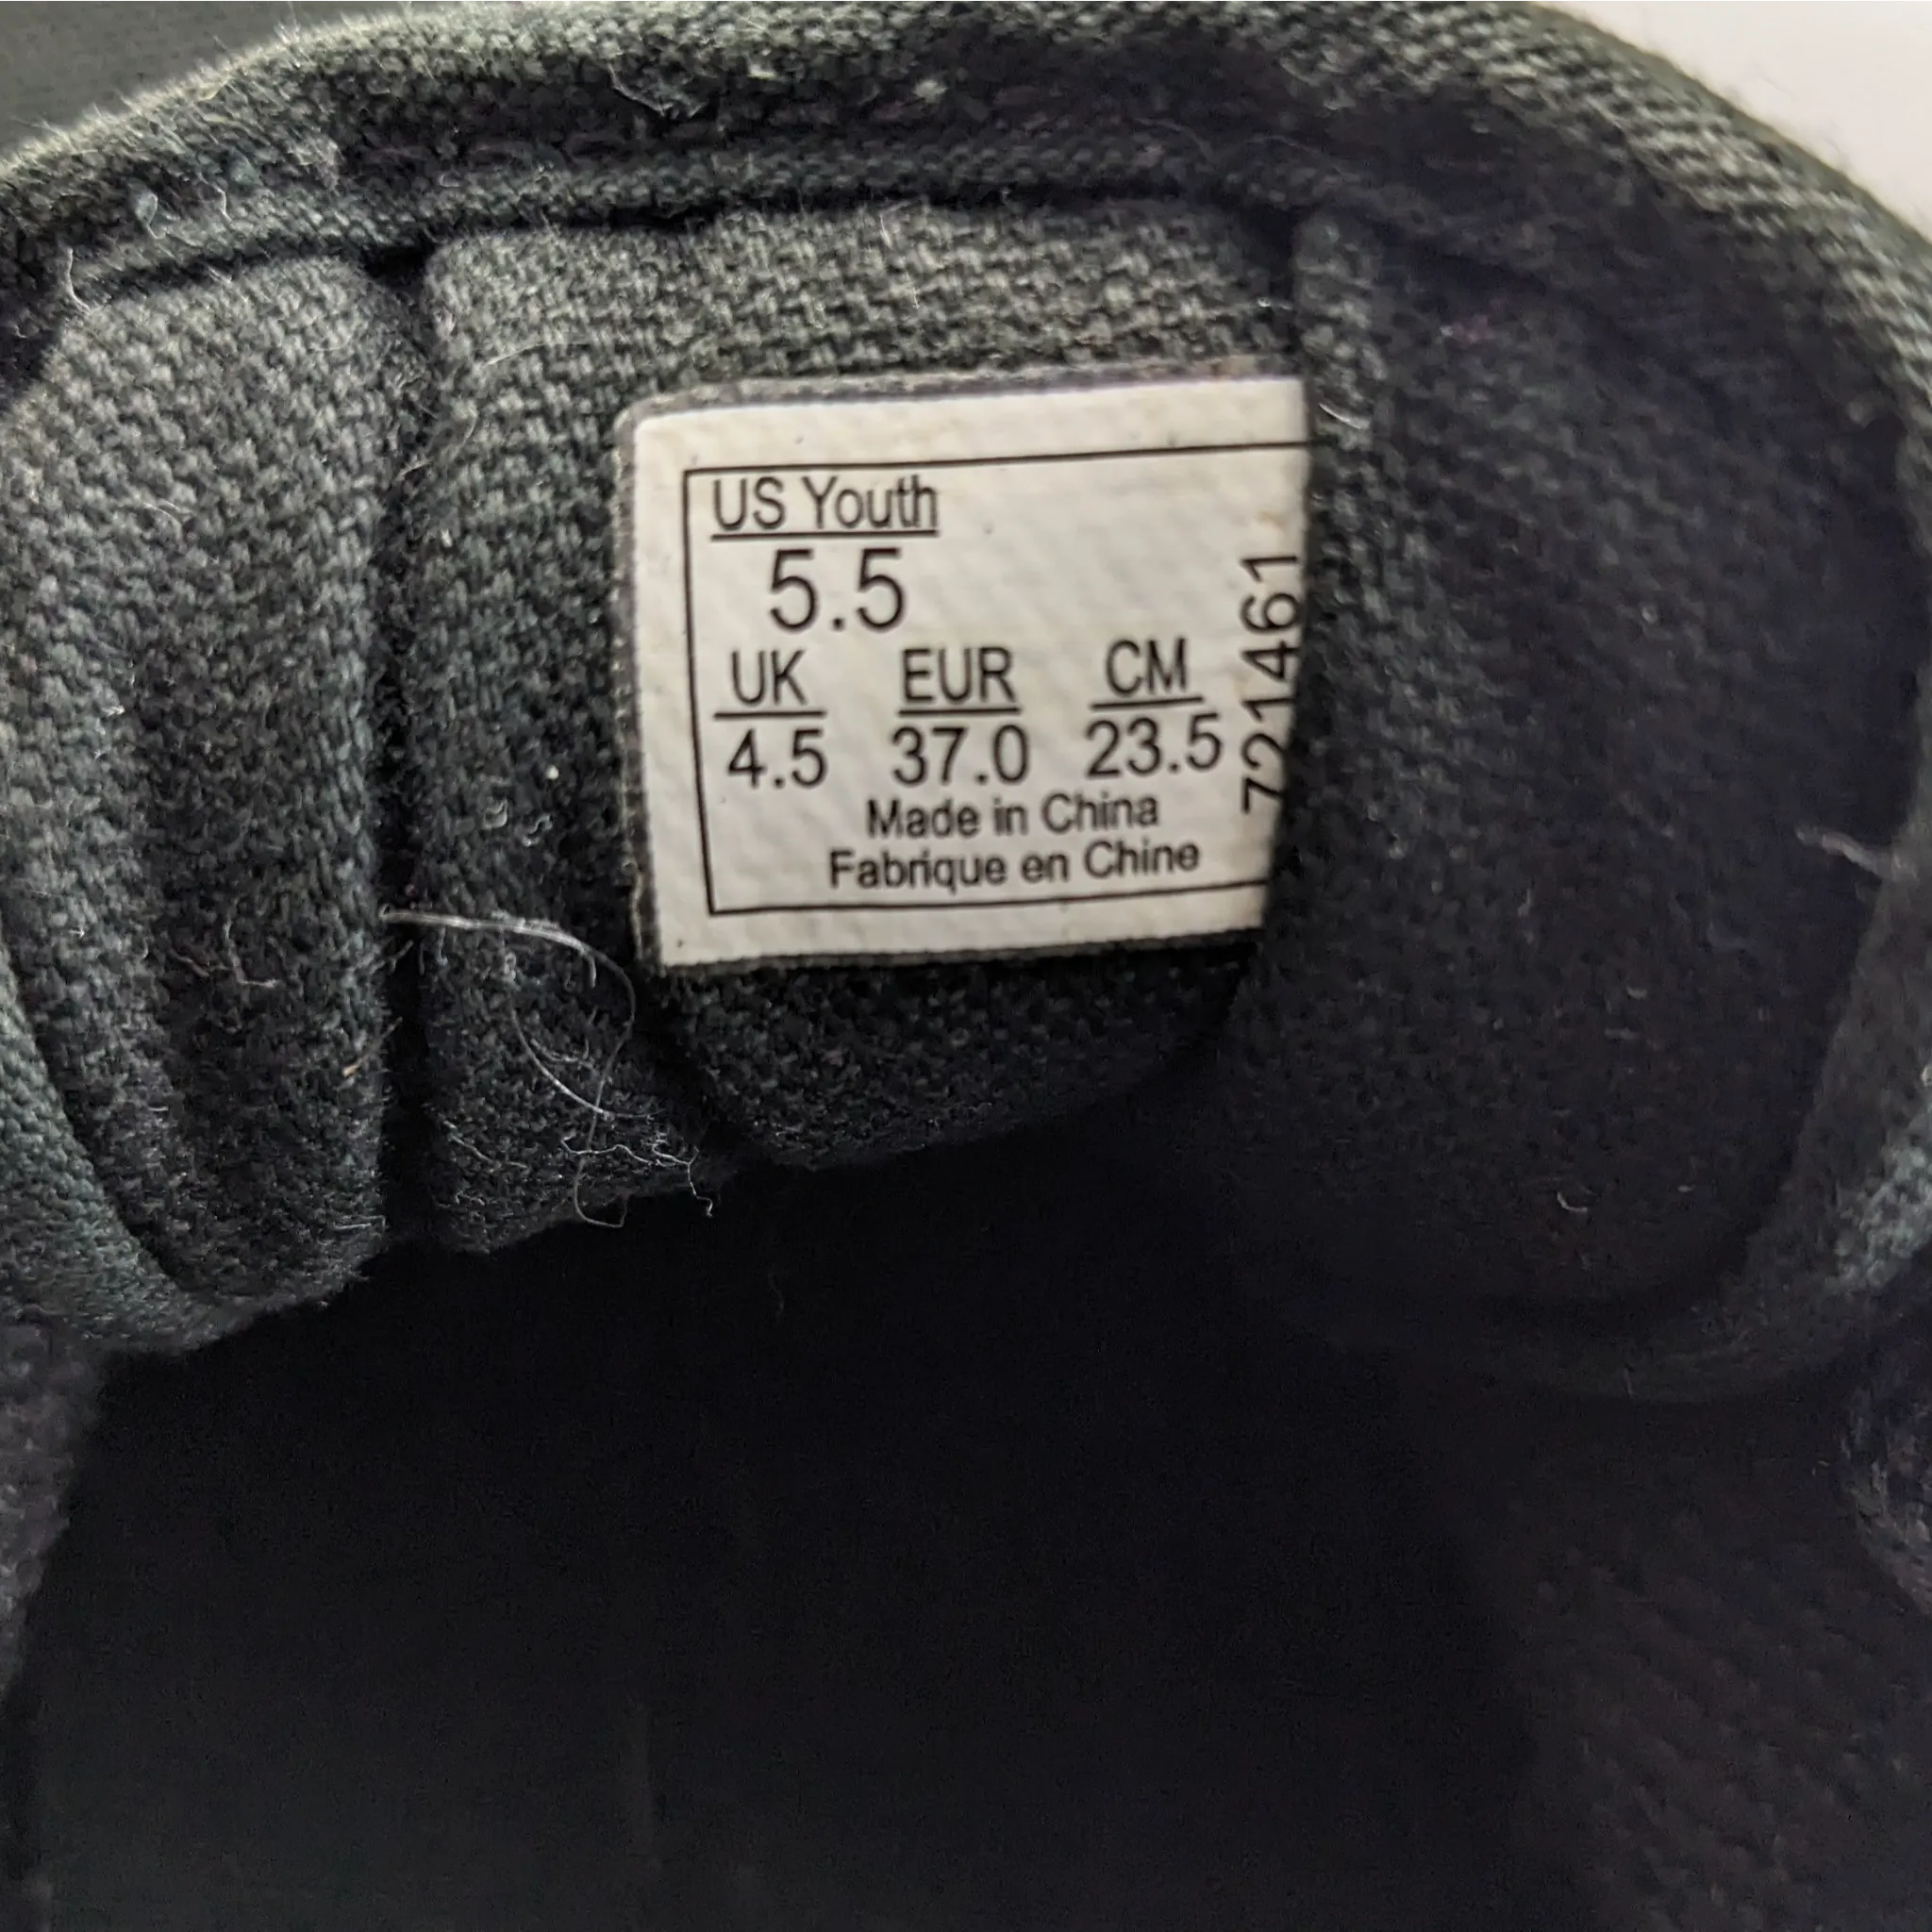 US Youth
5.5
UK EUR CM
4.5 37.0 23.5
Made in China
Fabrique en Chine
721461